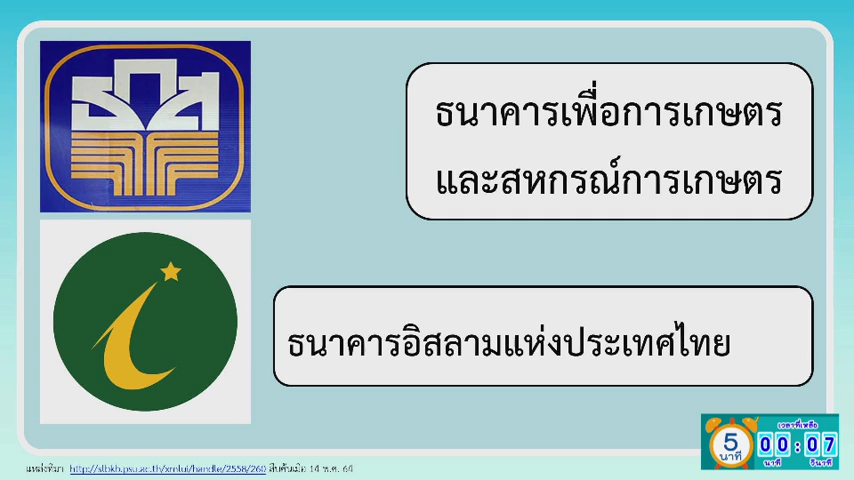 ธกส
ธนาคารเพื่อการเกษตร
และสหกรณ์การเกษตร
ธนาคารอิสลามแห่งประเทศไทย
5
นาที
เวลาที่เหลือ
00:07
นาที วินาที
แหล่งที่มา http://slbkb.psu.ac.th/xmlui/handle/2558/260 สืบค้นเมื่อ 14 พ.ค. 64